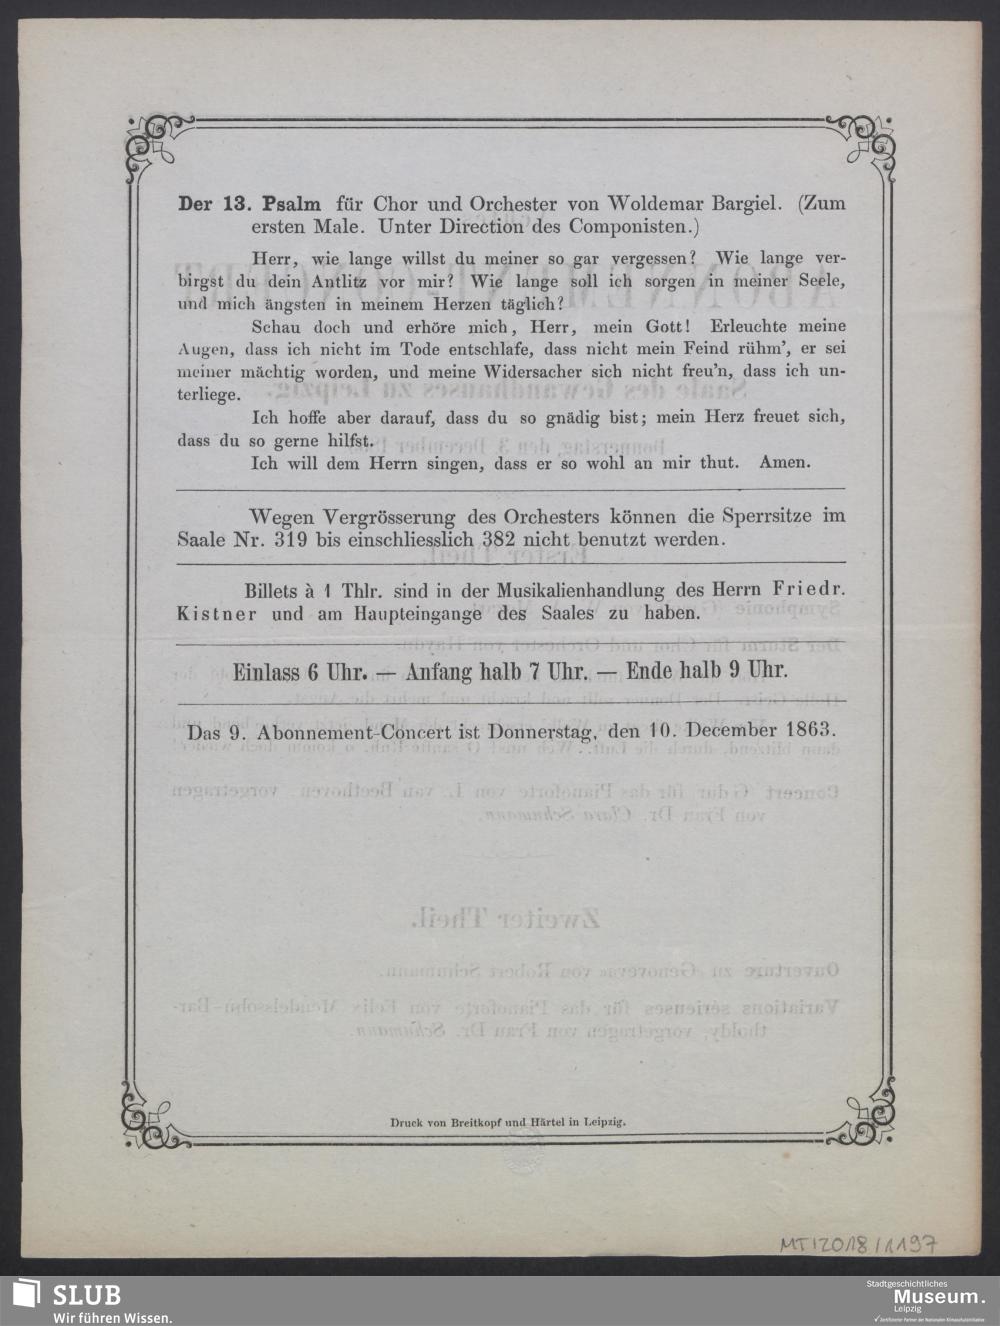 Der 13. Psalm für Chor und Orchester von Woldemar Bargiel. (Zum
ersten Male. Unter Direction des Componisten.)
Herr, wie lange willst du meiner so gar vergessen? Wie lange ver-
birgst du dein Antlitz vor mir? Wie lange soll ich sorgen in meiner Seele,
und mich ängsten in meinem Herzen täglich?
Schau doch und erhöre mich, Herr, mein Gott! Erleuchte meine
Augen, dass ich nicht im Tode entschlafe, dass nicht mein Feind rühm', er sei
meiner mächtig worden, und meine Widersacher sich nicht freu'n, dass ich un-
terliege.
Ich hoffe aber darauf, dass du so gnädig bist; mein Herz freuet sich,
dass du so gerne hilfst.
Ich will dem Herrn singen, dass er so wohl an mir thut. Amen.
Wegen Vergrösserung des Orchesters können die Sperrsitze im
Saale Nr. 319 bis einschliesslich 382 nicht benutzt werden.
Billets à 1 Thlr. sind in der Musikalienhandlung des Herrn Friedr.
Kistner und am Haupteingange des Saales zu haben.
Einlass 6 Uhr. — Anfang halb 7 Uhr. — Ende halb 9 Uhr.
Das 9. Abonnement-Concert ist Donnerstag, den 10. December 1863.
Druck von Breitkopf und Härtel in Leipzig.
MT/2018/1197
SLUB
Wir führen Wissen.
Stadtgeschichtliches
Museum.
Leipzig
Zertifizierter Partner der Nationalen Klimaschutzinitiative